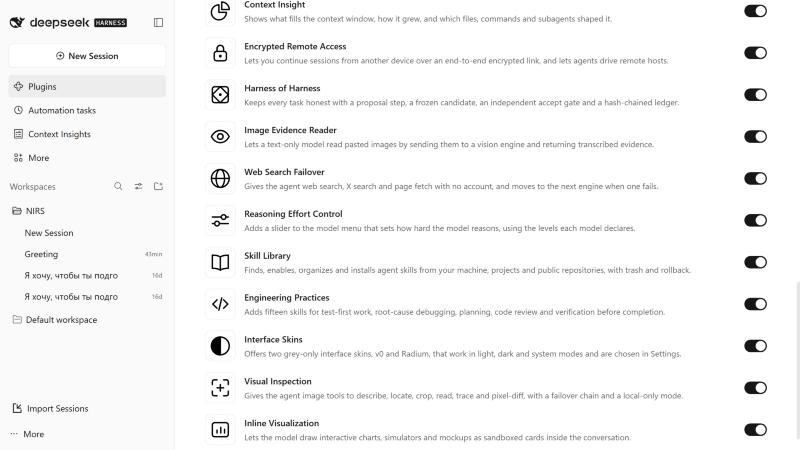 deepseek HARNESS
New Session
Plugins
Automation tasks
Context Insights
More
Workspaces
NIRS
New Session
Greeting 43min
Я хочу, чтобы ты подго 16d
Я хочу, чтобы ты подго 16d
Default workspace
Import Sessions
More
Context Insight
Shows what fills the context window, how it grew, and which files, commands and subagents shaped it.
Encrypted Remote Access
Lets you continue sessions from another device over an end-to-end encrypted link, and lets agents drive remote hosts.
Harness of Harness
Keeps every task honest with a proposal step, a frozen candidate, an independent accept gate and a hash-chained ledger.
Image Evidence Reader
Lets a text-only model read pasted images by sending them to a vision engine and returning transcribed evidence.
Web Search Failover
Gives the agent web search, X search and page fetch with no account, and moves to the next engine when one fails.
Reasoning Effort Control
Adds a slider to the model menu that sets how hard the model reasons, using the levels each model declares.
Skill Library
Finds, enables, organizes and installs agent skills from your machine, projects and public repositories, with trash and rollback.
Engineering Practices
Adds fifteen skills for test-first work, root-cause debugging, planning, code review and verification before completion.
Interface Skins
Offers two grey-only interface skins, v0 and Radium, that work in light, dark and system modes and are chosen in Settings.
Visual Inspection
Gives the agent image tools to describe, locate, crop, read, trace and pixel-diff, with a failover chain and a local-only mode.
Inline Visualization
Lets the model draw interactive charts, simulators and mockups as sandboxed cards inside the conversation.